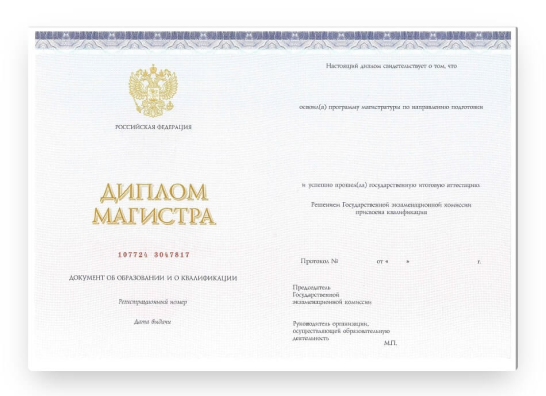 РОССИЙСКАЯ ФЕДЕРАЦИЯ
ДИПЛОМ
МАГИСТРА
107724 3047817
ДОКУМЕНТ ОБ ОБРАЗОВАНИИ И О КВАЛИФИКАЦИИ
Регистрационный номер
Дата выдачи
Настоящий диплом свидетельствует о том, что
освоил(а) программу магистратуры по направлению подготовки
и успешно прошел(ла) государственную итоговую аттестацию.
Решением Государственной экзаменационной комиссии
присвоена квалификация
Протокол № от « » г.
Председатель
Государственной
экзаменационной комиссии
Руководитель организации,
осуществляющей образовательную
деятельность
М.П.